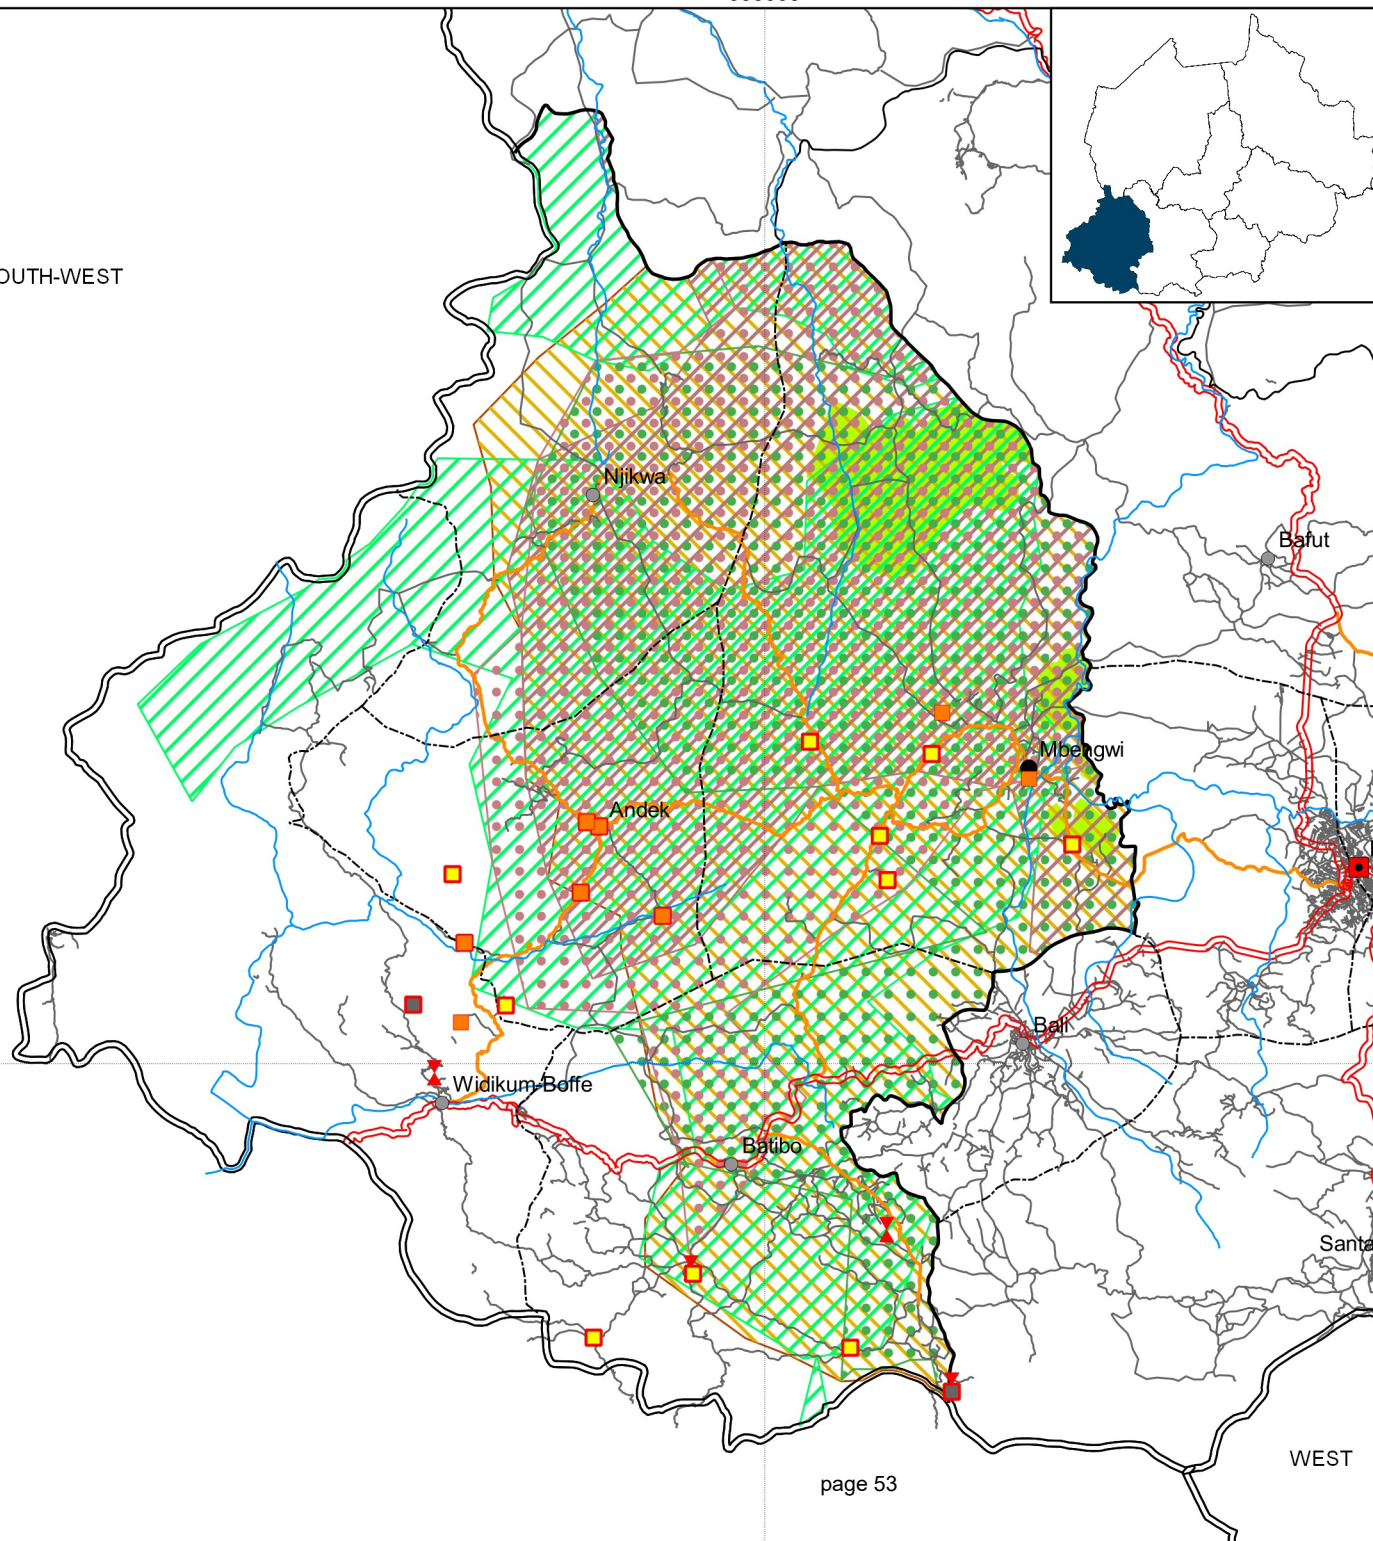 OUTH-WEST
Njikwa
Bafut
Mbengwi
Andek
Bali
Widikum-Boffe
Batibo
Santa
WEST
page 53